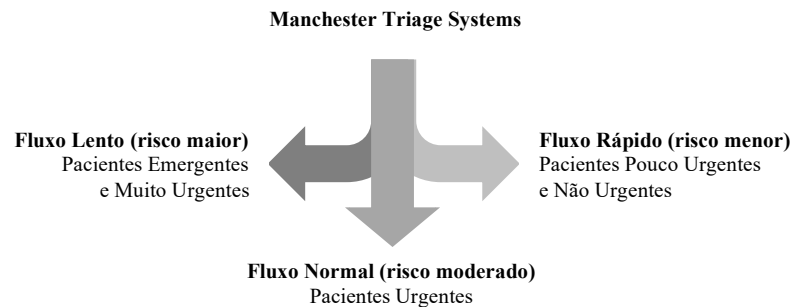 Manchester Triage Systems
Fluxo Lento (risco maior)
Pacientes Emergentes
e Muito Urgentes
Fluxo Rápido (risco menor)
Pacientes Pouco Urgentes
e Não Urgentes
Fluxo Normal (risco moderado)
Pacientes Urgentes